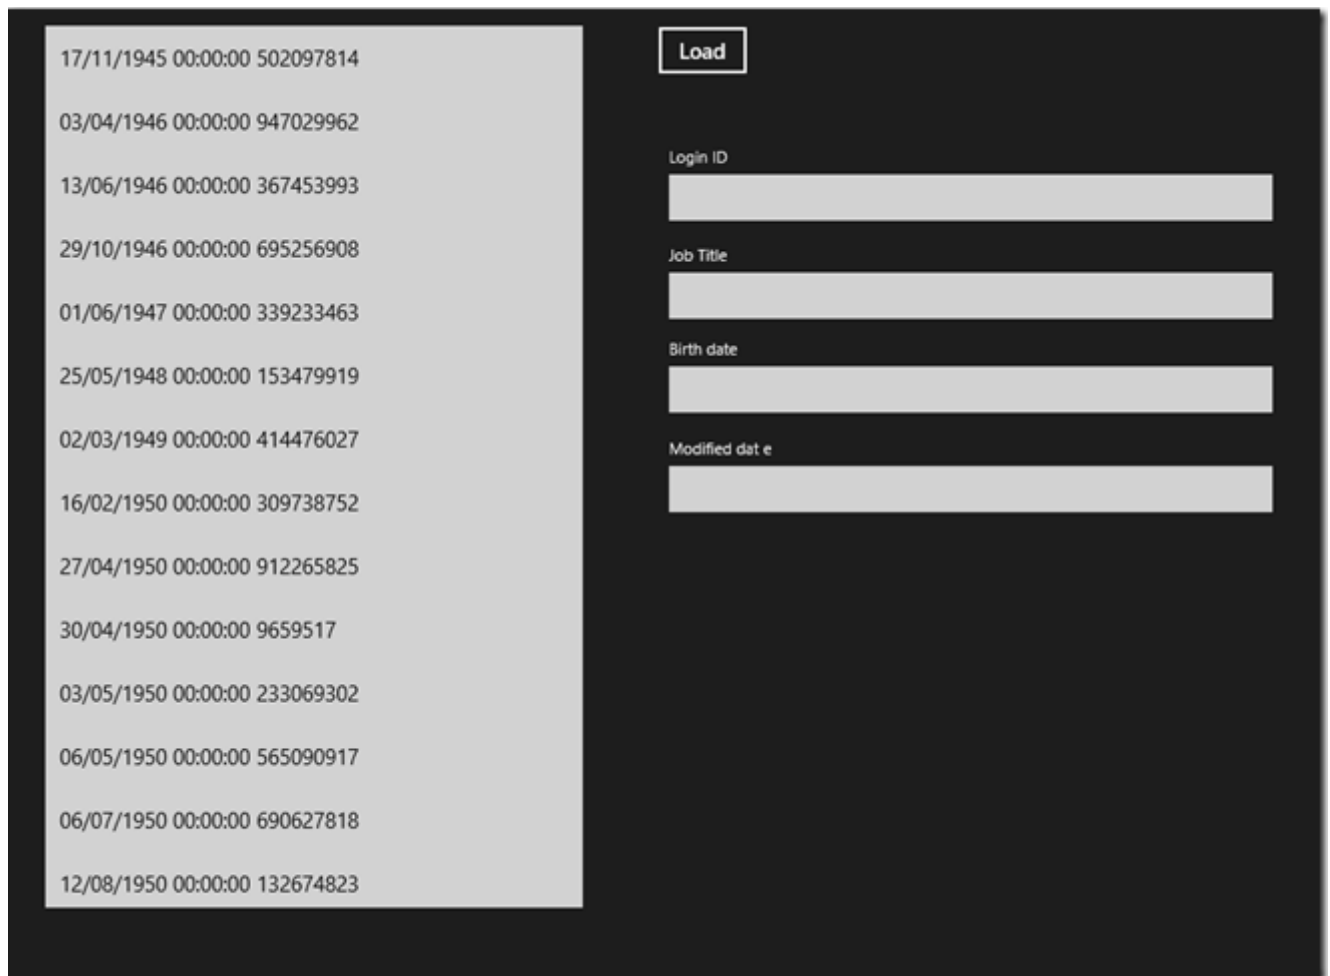 17/11/1945 00:00:00 502097814
03/04/1946 00:00:00 947029962
13/06/1946 00:00:00 367453993
29/10/1946 00:00:00 695256908
01/06/1947 00:00:00 339233463
25/05/1948 00:00:00 153479919
02/03/1949 00:00:00 414476027
16/02/1950 00:00:00 309738752
27/04/1950 00:00:00 912265825
30/04/1950 00:00:00 9659517
03/05/1950 00:00:00 233069302
06/05/1950 00:00:00 565090917
06/07/1950 00:00:00 690627818
12/08/1950 00:00:00 132674823
Load
Login ID
Job Title
Birth date
Modified dat e